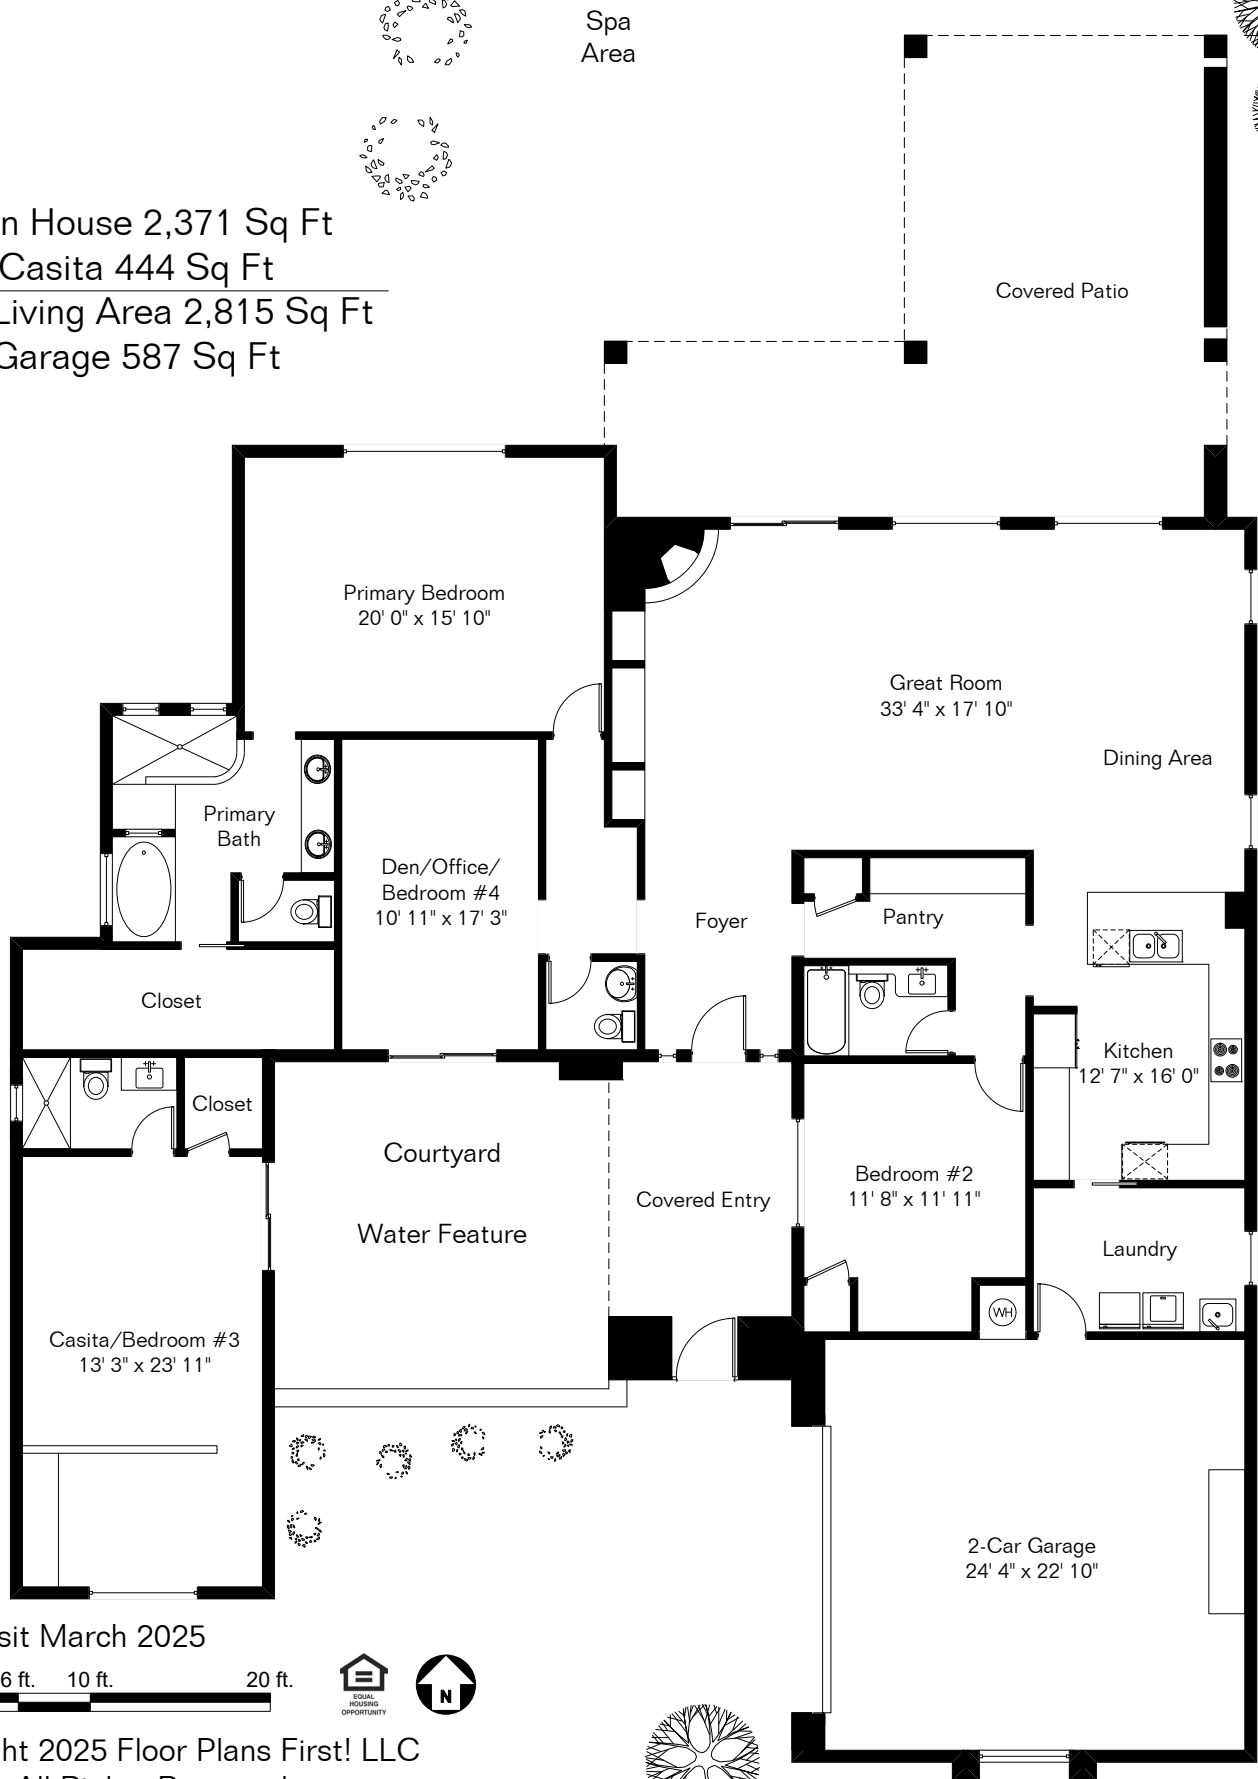 Spa
Area
n House 2,371 Sq Ft
Casita 444 Sq Ft
Living Area 2,815 Sq Ft
Garage 587 Sq Ft
Covered Patio
Primary Bedroom
20' 0" x 15' 10"
Great Room
33' 4" x 17' 10"
Dining Area
Primary
Bath
Den/Office/
Bedroom #4
10' 11" x 17' 3"
Foyer
Pantry
Closet
Kitchen
12' 7" x 16' 0"
Closet
Courtyard
Water Feature
Covered Entry
Bedroom #2
11' 8" x 11' 11"
Laundry
WH
Casita/Bedroom #3
13' 3" x 23' 11"
2-Car Garage
24' 4" x 22' 10"
sit March 2025
6 ft. 10 ft. 20 ft.
EQUAL
HOUSING
OPPORTUNITY
N
ht 2025 Floor Plans First! LLC